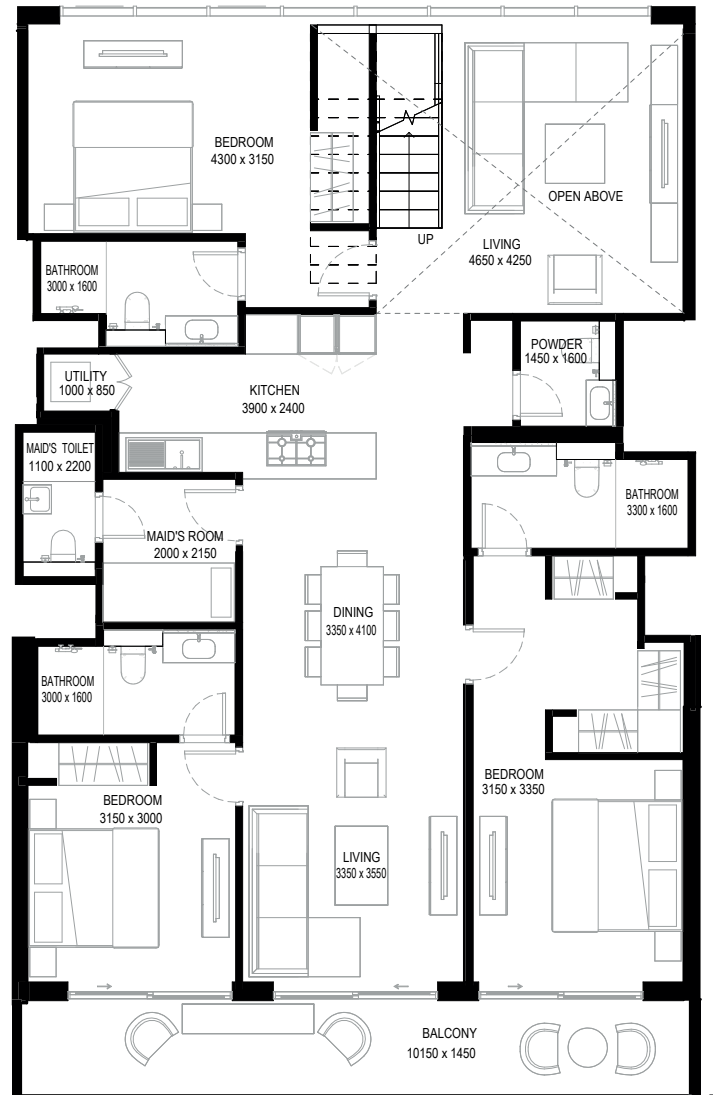 BEDROOM
4300 x 3150
OPEN ABOVE
UP
LIVING
4650 x 4250
BATHROOM
3000 x 1600
POWDER
1450 x 1600
UTILITY
1000 x 850
KITCHEN
3900 x 2400
MAID'S TOILET
1100 x 2200
BATHROOM
3300 x 1600
MAID'S ROOM
2000 x 2150
DINING
3350 x 4100
BATHROOM
3000 x 1600
BEDROOM
3150 x 3350
BEDROOM
3150 x 3000
LIVING
3350 x 3550
BALCONY
10150 x 1450